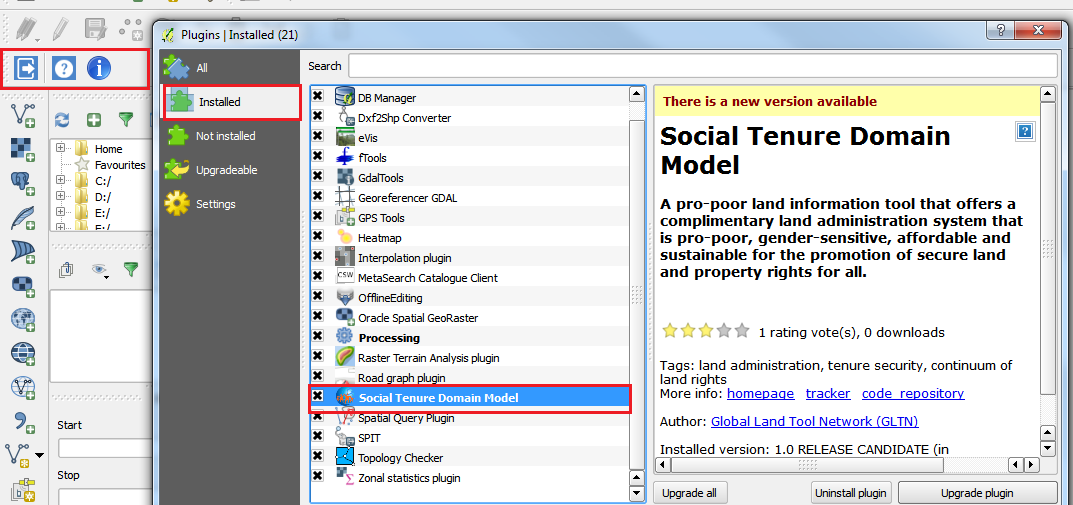 Plugins | Installed (21)
All
Installed
Not installed
Upgradeable
Settings
Search
DB Manager
Dxf2Shp Converter
eVis
fTools
GdalTools
Georeferencer GDAL
GPS Tools
Heatmap
Interpolation plugin
CSW
MetaSearch Catalogue Client
OfflineEditing
Oracle Spatial GeoRaster
Processing
Raster Terrain Analysis plugin
Road graph plugin
Social Tenure Domain Model
Spatial Query Plugin
SPIT
Topology Checker
Zonal statistics plugin
There is a new version available
Social Tenure Domain
Model
A pro-poor land information tool that offers a
complimentary land administration system that
is pro-poor, gender-sensitive, affordable and
sustainable for the promotion of secure land
and property rights for all.
1 rating vote(s), 0 downloads
Tags: land administration, tenure security, continuum of
land rights
More info: homepage tracker code_repository
Author: Global Land Tool Network (GLTN)
Installed version: 1.0 RELEASE CANDIDATE (in
Upgrade all
Uninstall plugin
Upgrade plugin
Home
Favourites
C:/
D:/
E:/
F:/
Start
Stop